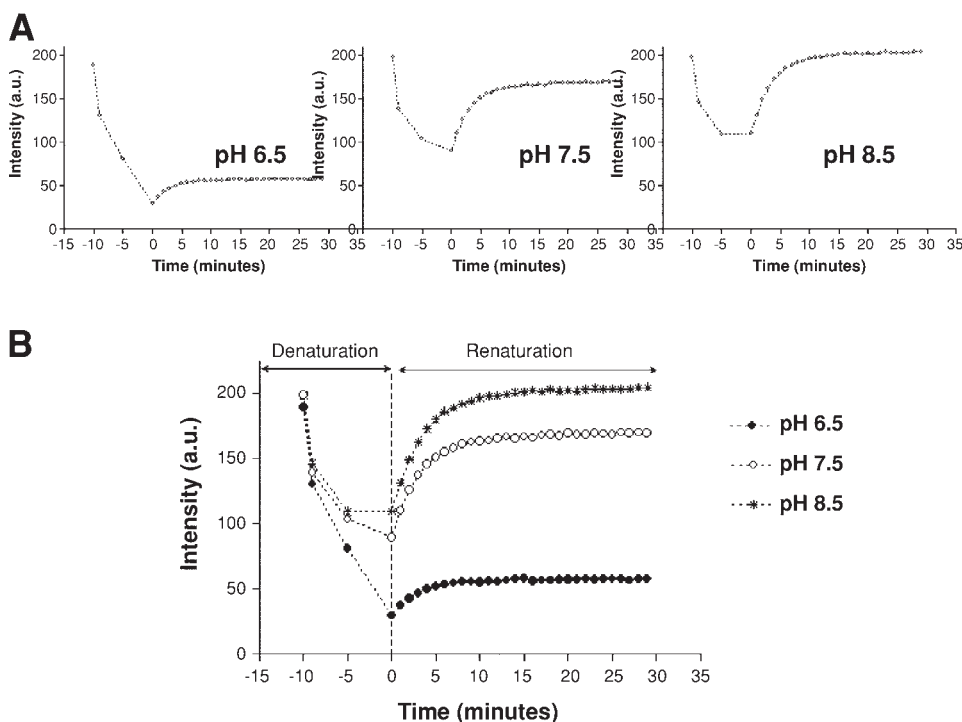 A
Intensity (a.u.)
200
150
100
50
0
pH 6.5
-15 -10 -5 0 5 10 15 20 25 30 35
Time (minutes)
Intensity (a.u.)
200
150
100
50
0
pH 7.5
-10 -5 0 5 10 15 20 25 30 35
Time (minutes)
Intensity (a.u.)
200
150
100
50
0
pH 8.5
-10 -5 0 5 10 15 20 25 30 35
Time (minutes)
B
Denaturation Renaturation
Intensity (a.u.)
200
150
100
50
0
-15 -10 -5 0 5 10 15 20 25 30 35
Time (minutes)
pH 6.5
pH 7.5
pH 8.5